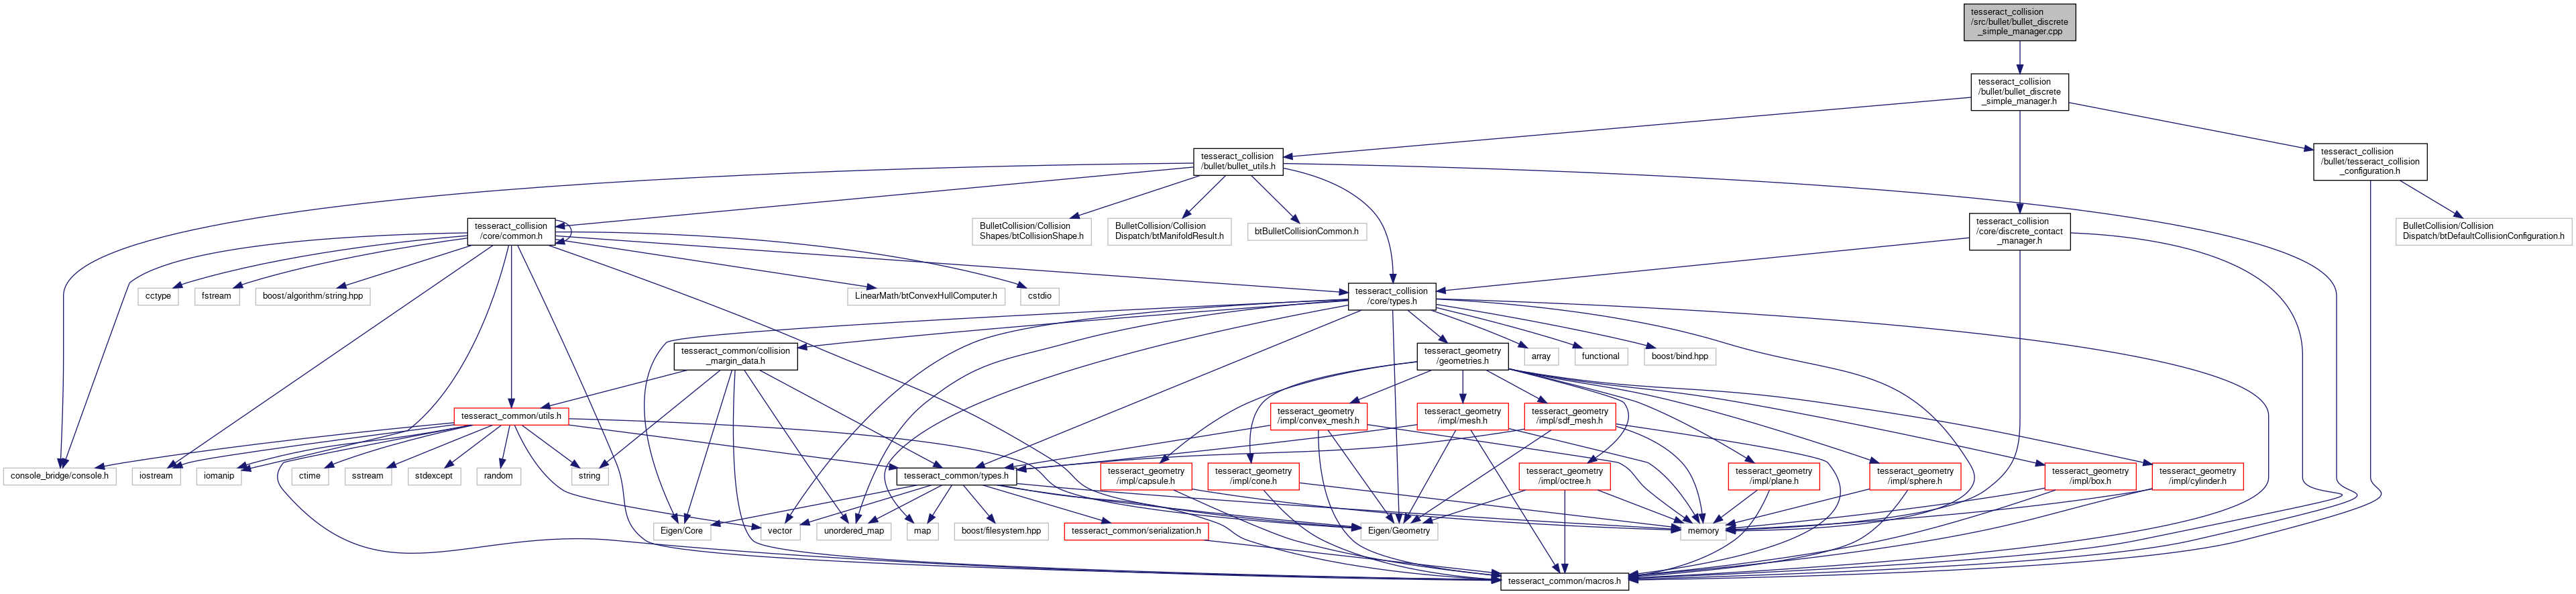 tesseract_collision
/src/bullet/bullet_discrete
_simple_manager.cpp
tesseract_collision
/bullet/bullet_discrete
_simple_manager.h
tesseract_collision
/bullet/bullet_utils.h
tesseract_collision
/bullet/tesseract_collision
_configuration.h
tesseract_collision
/core/common.h
BulletCollision/Collision
Shapes/btCollisionShape.h
BulletCollision/Collision
Dispatch/btManifoldResult.h
btBulletCollisionCommon.h
tesseract_collision
/core/discrete_contact
_manager.h
BulletCollision/Collision
Dispatch/btDefaultCollisionConfiguration.h
cctype
fstream
boost/algorithm/string.hpp
LinearMath/btConvexHullComputer.h
cstdio
tesseract_collision
/core/types.h
tesseract_common/collision
_margin_data.h
tesseract_geometry
/geometries.h
array
functional
boost/bind.hpp
tesseract_common/utils.h
tesseract_geometry
/impl/convex_mesh.h
tesseract_geometry
/impl/mesh.h
tesseract_geometry
/impl/sdf_mesh.h
console_bridge/console.h
iostream
iomanip
ctime
sstream
stdexcept
random
string
tesseract_common/types.h
tesseract_geometry
/impl/capsule.h
tesseract_geometry
/impl/cone.h
tesseract_geometry
/impl/octree.h
tesseract_geometry
/impl/plane.h
tesseract_geometry
/impl/sphere.h
tesseract_geometry
/impl/box.h
tesseract_geometry
/impl/cylinder.h
Eigen/Core
vector
unordered_map
map
boost/filesystem.hpp
tesseract_common/serialization.h
Eigen/Geometry
memory
tesseract_common/macros.h